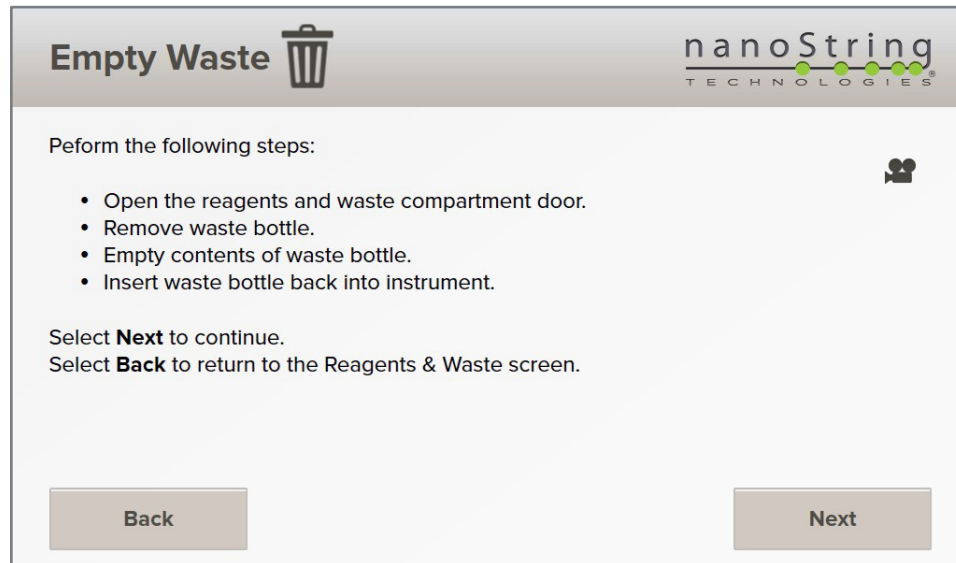 Empty Waste
nanoString
TECHNOLOGIES®
Peform the following steps:
• Open the reagents and waste compartment door.
• Remove waste bottle.
• Empty contents of waste bottle.
• Insert waste bottle back into instrument.
Select Next to continue.
Select Back to return to the Reagents & Waste screen.
Back
Next